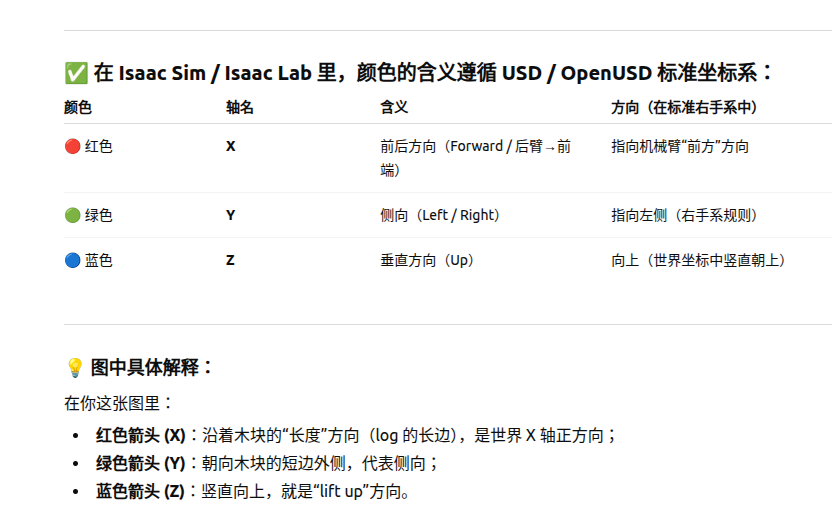 ✅ 在 Isaac Sim / Isaac Lab 里，颜色的含义遵循 USD / OpenUSD 标准坐标系：
颜色 轴名 含义 方向（在标准右手系中）
🔴 红色 X 前后方向（Forward / 后臂→前 指向机械臂“前方”方向
端）
🟢 绿色 Y 侧向（Left / Right） 指向左侧（右手系规则）
🔵 蓝色 Z 垂直方向（Up） 向上（世界坐标中竖直朝上）
💡 图中具体解释：
在你这张图里：
• 红色箭头 (X)：沿着木块的“长度”方向（log 的长边），是世界 X 轴正方向；
• 绿色箭头 (Y)：朝向木块的短边外侧，代表侧向；
• 蓝色箭头 (Z)：竖直向上，就是“lift up”方向。